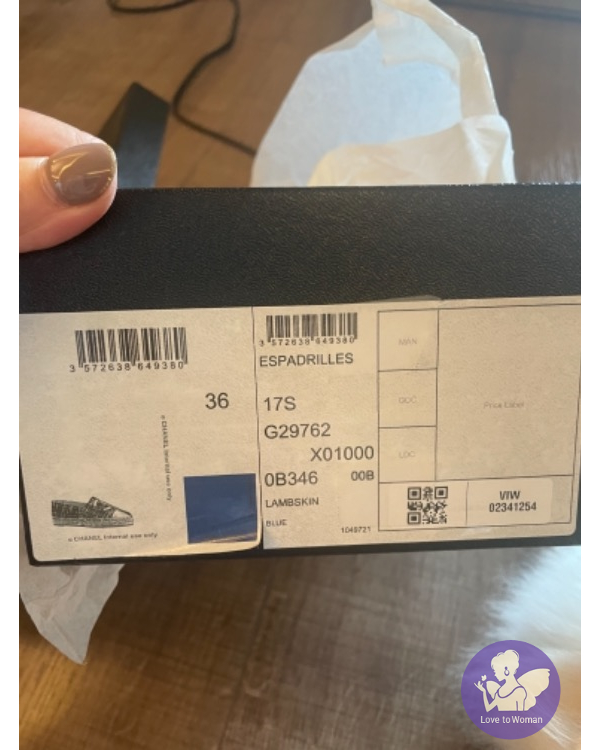 3 572638 649380
36
© CHANEL Internal use only
© CHANEL Internal use only
3 572638 649380
ESPADRILLES
17S
G29762
X01000
0B346 00B
LAMBSKIN
BLUE
1049721
MAN
DOC
LDC
Price Label
VIW
02341254
Love to Woman